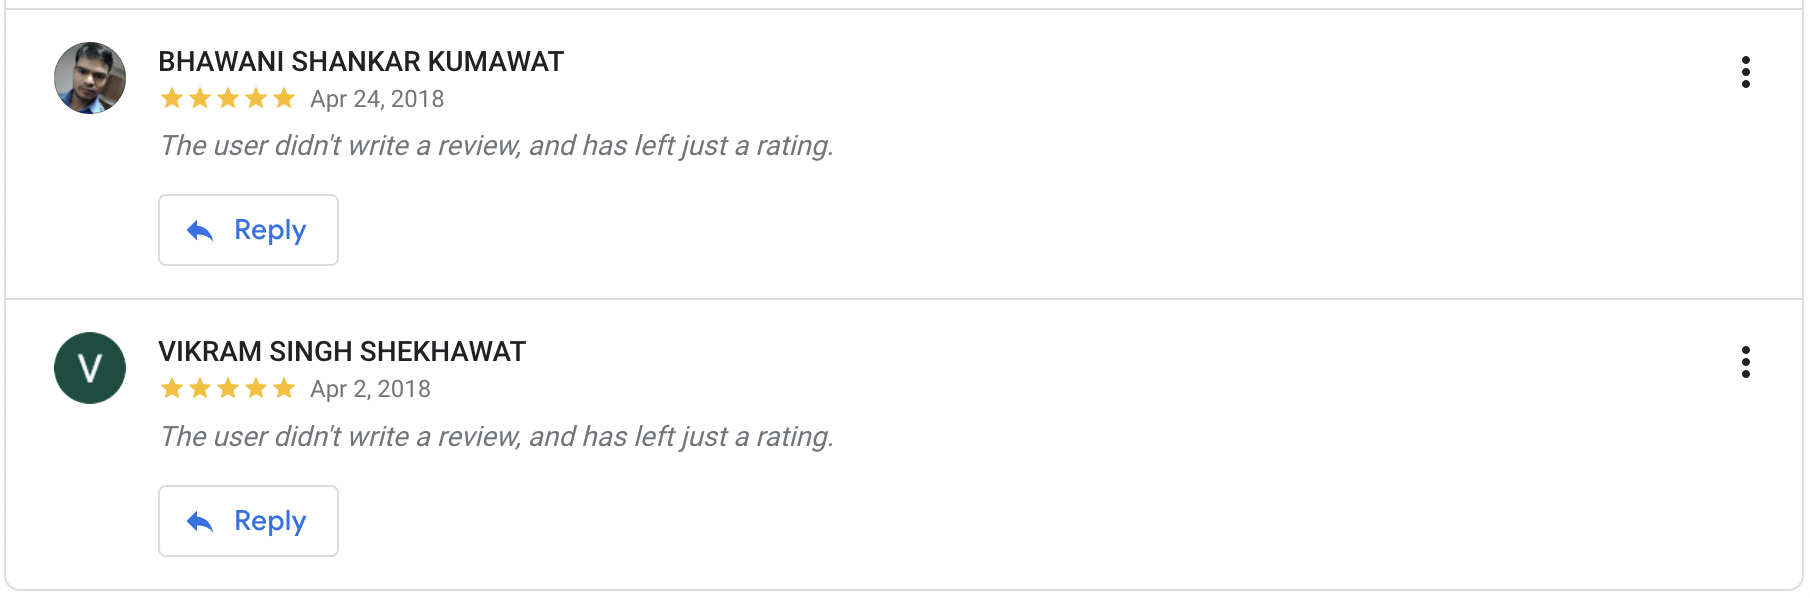 BHAWANI SHANKAR KUMAWAT
Apr 24, 2018
The user didn't write a review, and has left just a rating.
Reply
V
VIKRAM SINGH SHEKHAWAT
Apr 2, 2018
The user didn't write a review, and has left just a rating.
Reply